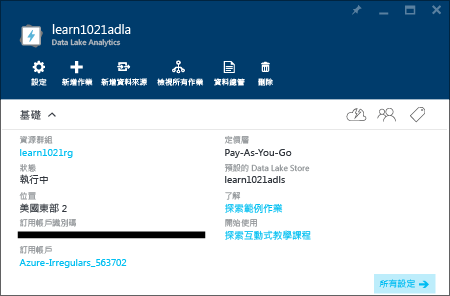 learn1021adla
Data Lake Analytics
設定
新增作業
新增資料來源
檢視所有作業
資料總管
刪除
基礎
資源群組
learn1021rg
狀態
執行中
位置
美國東部 2
訂用帳戶識別碼
訂用帳戶
Azure-Irregulars_563702
定價層
Pay-As-You-Go
預設的 Data Lake Store
learn1021adls
了解
探索範例作業
開始使用
探索互動式教學課程
所有設定